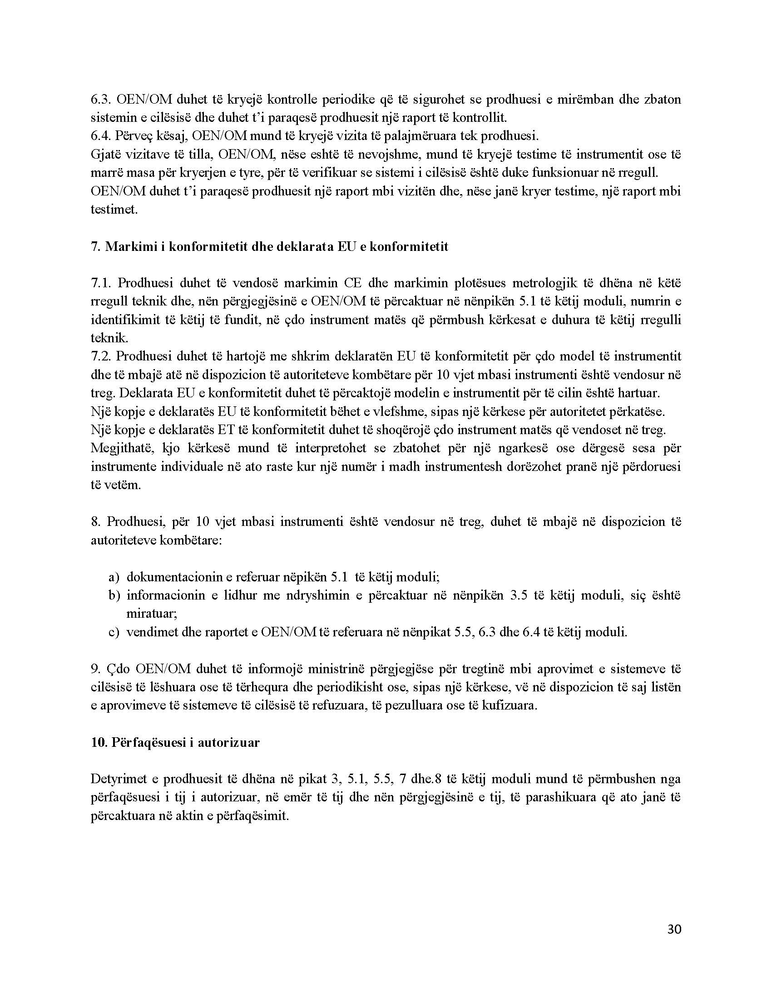 6.3. OEN/OM duhet të kryejë kontrolle periodike që të sigurohet se prodhuesi e mirëmban dhe zbaton
sistemin e cilësisë dhe duhet t’i paraqesë prodhuesit një raport të kontrollit.
6.4. Përveç kësaj, OEN/OM mund të kryejë vizita të palajmëruara tek prodhuesi.
Gjatë vizitave të tilla, OEN/OM, nëse eshtë të nevojshme, mund të kryejë testime të instrumentit ose të
marrë masa për kryerjen e tyre, për të verifikuar se sistemi i cilësisë është duke funksionuar në rregull.
OEN/OM duhet t’i paraqesë prodhuesit një raport mbi vizitën dhe, nëse janë kryer testime, një raport mbi
testimet.
7. Markimi i konformitetit dhe deklarata EU e konformitetit
7.1. Prodhuesi duhet të vendosë markimin CE dhe markimin plotësues metrologjik të dhëna në këtë
rregull teknik dhe, nën përgjegjësinë e OEN/OM të përcaktuar në nënpikën 5.1 të këtij moduli, numrin e
identifikimit të këtij të fundit, në çdo instrument matës që përmbush kërkesat e duhura të këtij rregulli
teknik.
7.2. Prodhuesi duhet të hartojë me shkrim deklaratën EU të konformitetit për çdo model të instrumentit
dhe të mbajë atë në dispozicion të autoriteteve kombëtare për 10 vjet mbasi instrumenti është vendosur në
treg. Deklarata EU e konformitetit duhet të përcaktojë modelin e instrumentit për të cilin është hartuar.
Një kopje e deklaratës EU të konformitetit bëhet e vlefshme, sipas një kërkese për autoritetet përkatëse.
Një kopje e deklaratës ET të konformitetit duhet të shoqërojë çdo instrument matës që vendoset në treg.
Megjithatë, kjo kërkesë mund të interpretohet se zbatohet për një ngarkesë ose dërgesë sesa për
instrumente individuale në ato raste kur një numër i madh instrumentesh dorëzohet pranë një përdoruesi
të vetëm.
8. Prodhuesi, për 10 vjet mbasi instrumenti është vendosur në treg, duhet të mbajë në dispozicion të
autoriteteve kombëtare:
a) dokumentacionin e referuar nëpikën 5.1 të këtij moduli;
b) informacionin e lidhur me ndryshimin e përcaktuar në nënpikën 3.5 të këtij moduli, siç është
miratuar;
c) vendimet dhe raportet e OEN/OM të referuara në nënpikat 5.5, 6.3 dhe 6.4 të këtij moduli.
9. Çdo OEN/OM duhet të informojë ministrinë përgjegjëse për tregtinë mbi aprovimet e sistemeve të
cilësisë të lëshuara ose të tërhequra dhe periodikisht ose, sipas një kërkese, vë në dispozicion të saj listën
e aprovimeve të sistemeve të cilësisë të refuzuara, të pezulluara ose të kufizuara.
10. Përfaqësuesi i autorizuar
Detyrimet e prodhuesit të dhëna në pikat 3, 5.1, 5.5, 7 dhe.8 të këtij moduli mund të përmbushen nga
përfaqësuesi i tij i autorizuar, në emër të tij dhe nën përgjegjësinë e tij, të parashikuara që ato janë të
përcaktuara në aktin e përfaqësimit.
30